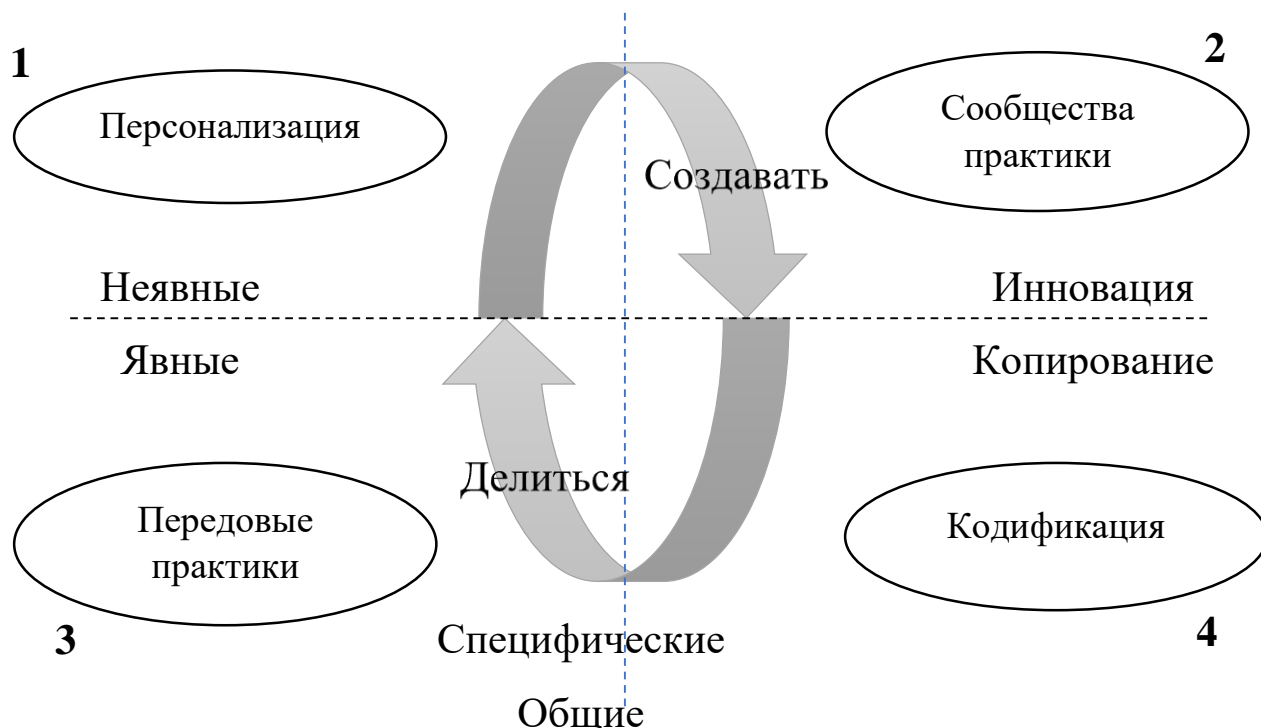 1
2
Персонализация
Сообщества
практики
Создавать
Неявные
Инновация
Явные
Копирование
Делиться
Передовые
практики
Кодификация
3
4
Специфические
Общие